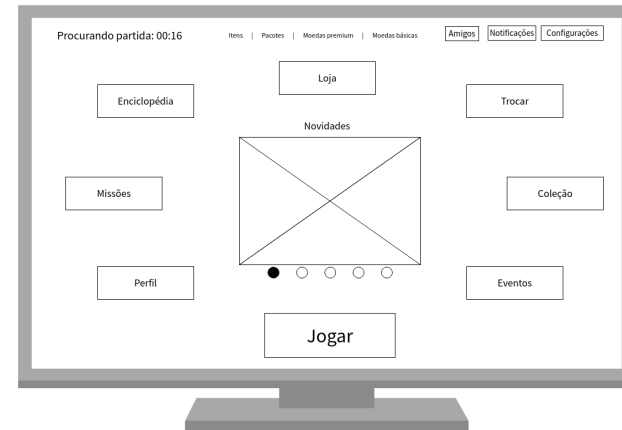 Procurando partida: 00:16
Itens | Pacotes | Moedas premium | Moedas básicas
Amigos
Notificações
Configurações
Loja
Enciclopédia
Trocar
Novidades
Missões
Coleção
Perfil
Eventos
Jogar